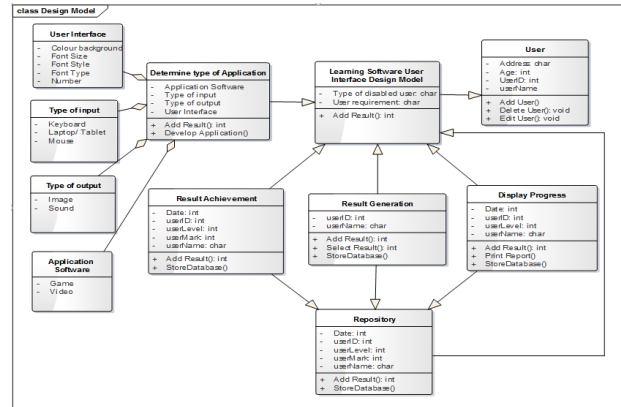 class Design Model
User Interface
- Colour background
- Font Size
- Font Style
- Font Type
- Number
Type of input
- Keyboard
- Laptop/ Tablet
- Mouse
Type of output
- Image
- Sound
Application
Software
- Game
- Video
Determine type of Application
- Application Software
- Type of input
- Type of output
- User Interface
+ Add Result(): int
+ Develop Application()
Learning Software User
Interface Design Model
- Type of disabled user: char
- User requirement: char
+ Add Result(): int
User
- Address char
- Age: int
- UserID: int
- userName
+ Add User()
+ Delete User(): void
+ Edit User(): void
Result Achievement
- Date: int
- userID: int
- userLevel: int
- userMark: int
- userName: char
+ Add Result(): int
+ StoreDatabase()
Result Generation
- userID: int
- userName: char
+ Add Result(): int
+ Select Result(): int
+ StoreDatabase()
Display Progress
- Date: int
- userID: int
- userLevel: int
- userName: char
+ Add Result(): int
+ Print Report()
+ StoreDatabase()
Repository
- Date: int
- userID: int
- userLevel: int
- userMark: int
- userName: char
+ Add Result(): int
+ StoreDatabase()